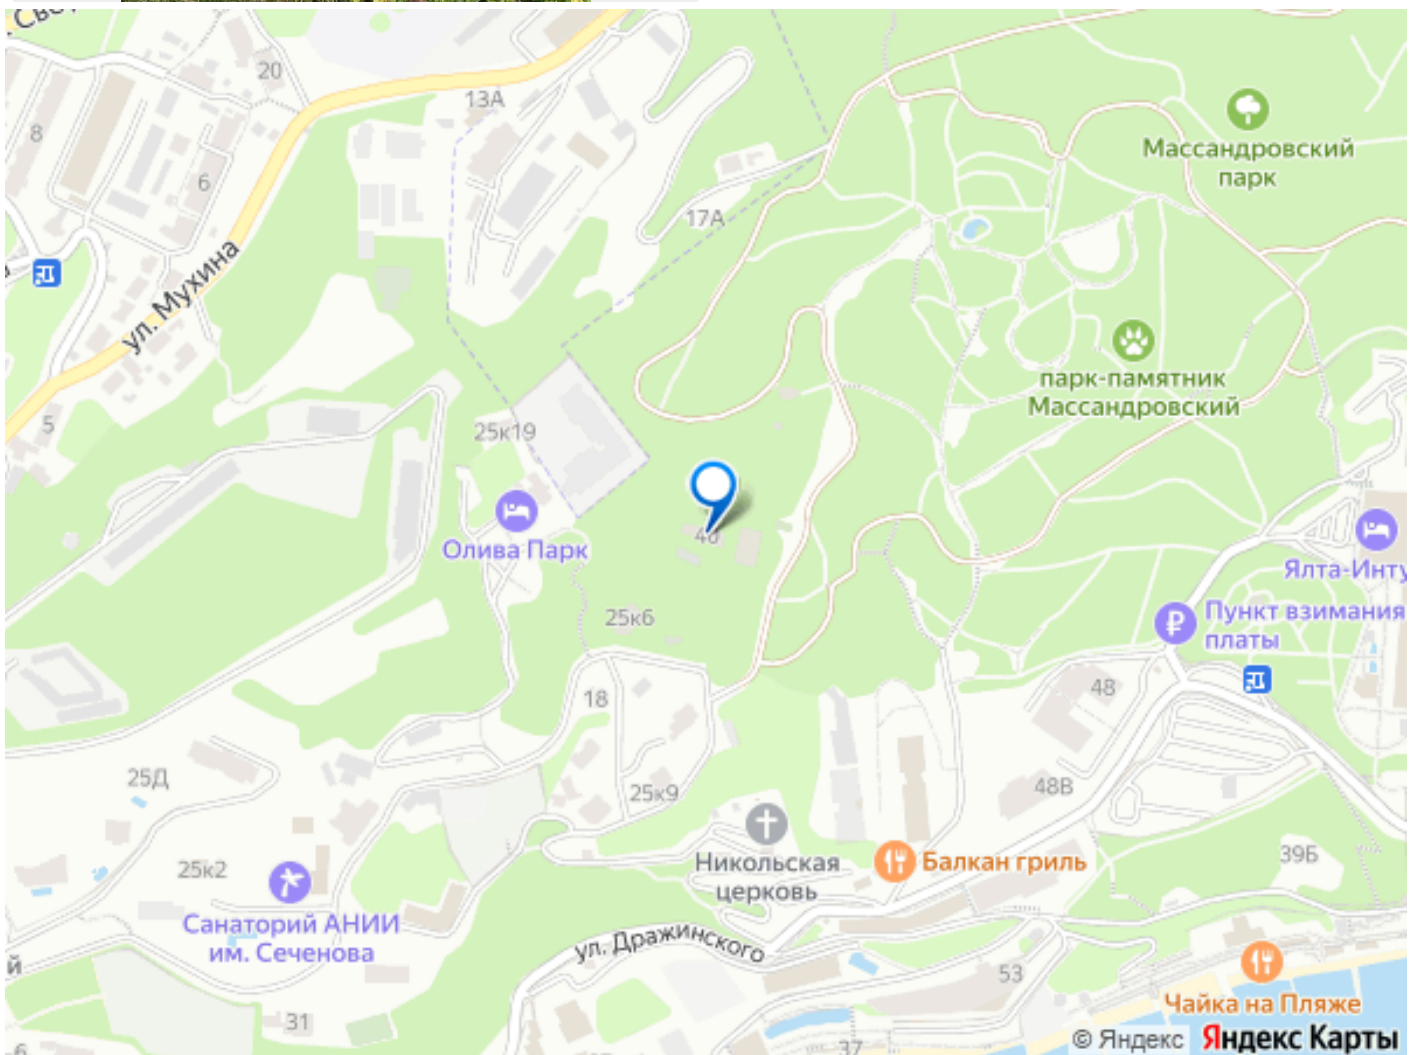 20
13А
8
6
17А
Массандровский
парк
ул. Мухина
парк-памятник
Массандровский
5
25к19
40
Олива Парк
Ялта-Инту
25к6
Пункт взимания
платы
18
48
25Д
25к9
48В
Никольская
церковь
Балкан гриль
39Б
25к2
Санаторий АНИИ
им. Сеченова
ул. Дражинского
й
53
Чайка на Пляже
31
37
6
© Яндекс Яндекс Карты